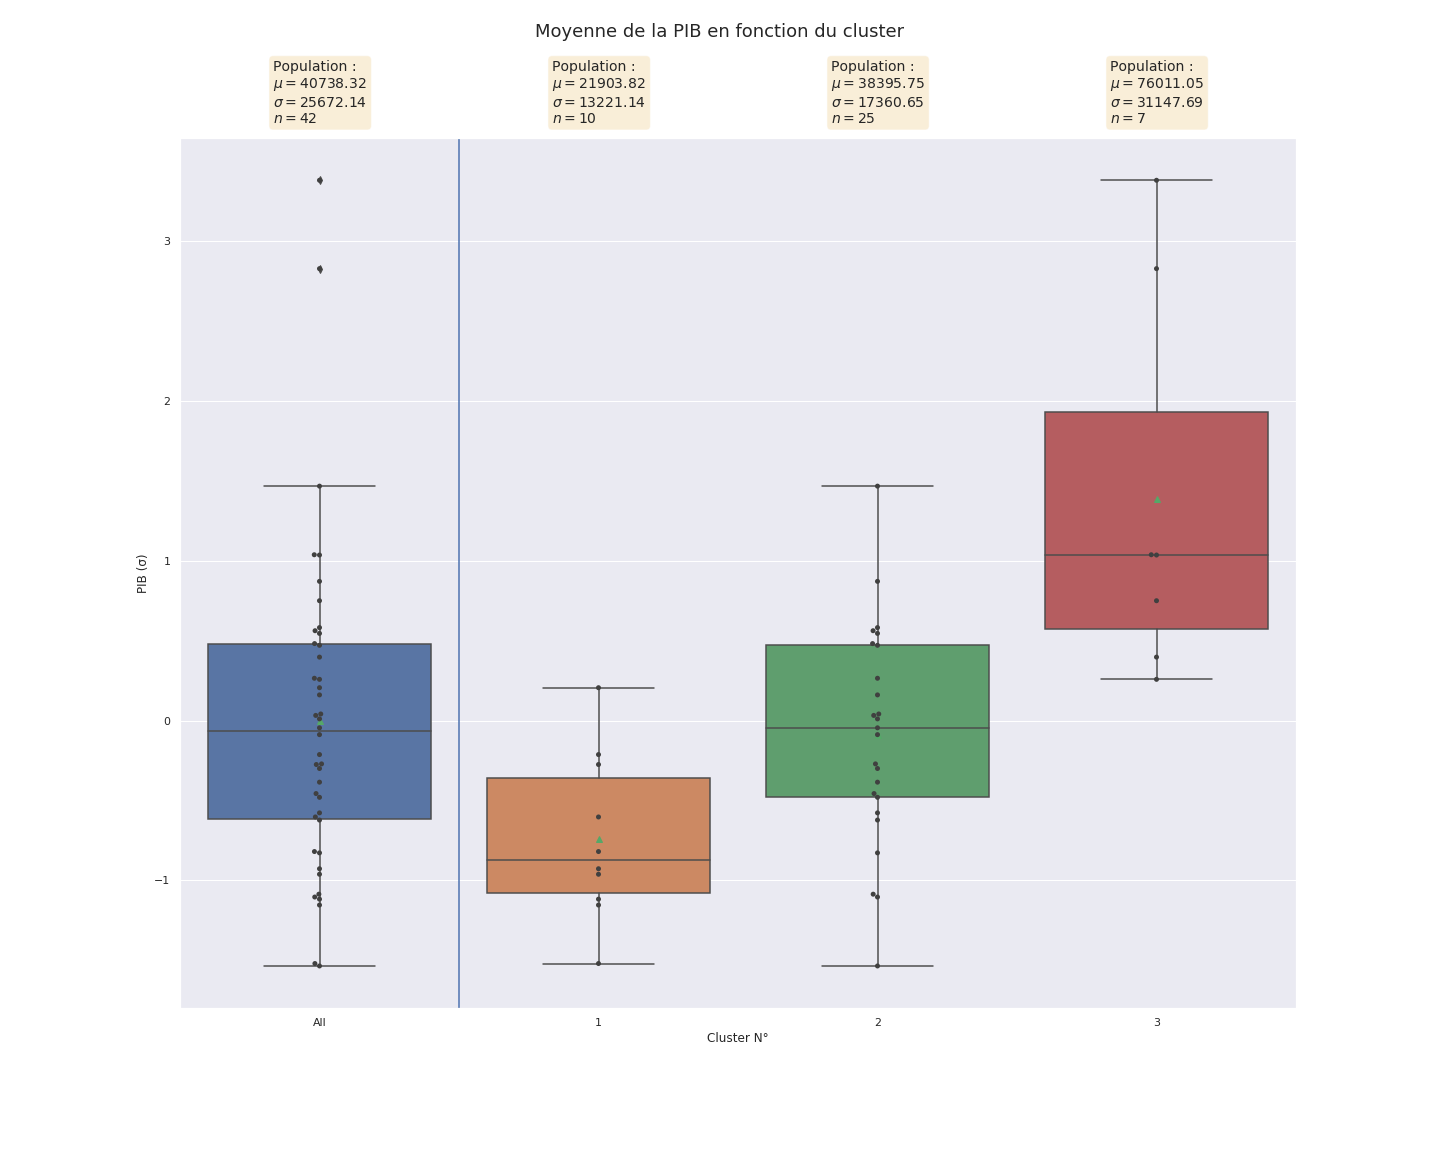 Moyenne de la PIB en fonction du cluster
Population :
μ = 40738.32
σ = 25672.14
n = 42
Population :
μ = 21903.82
σ = 13221.14
n = 10
Population :
μ = 38395.75
σ = 17360.65
n = 25
Population :
μ = 76011.05
σ = 31147.69
n = 7
PIB (σ)
3
2
1
0
−1
All
1
2
3
Cluster N°